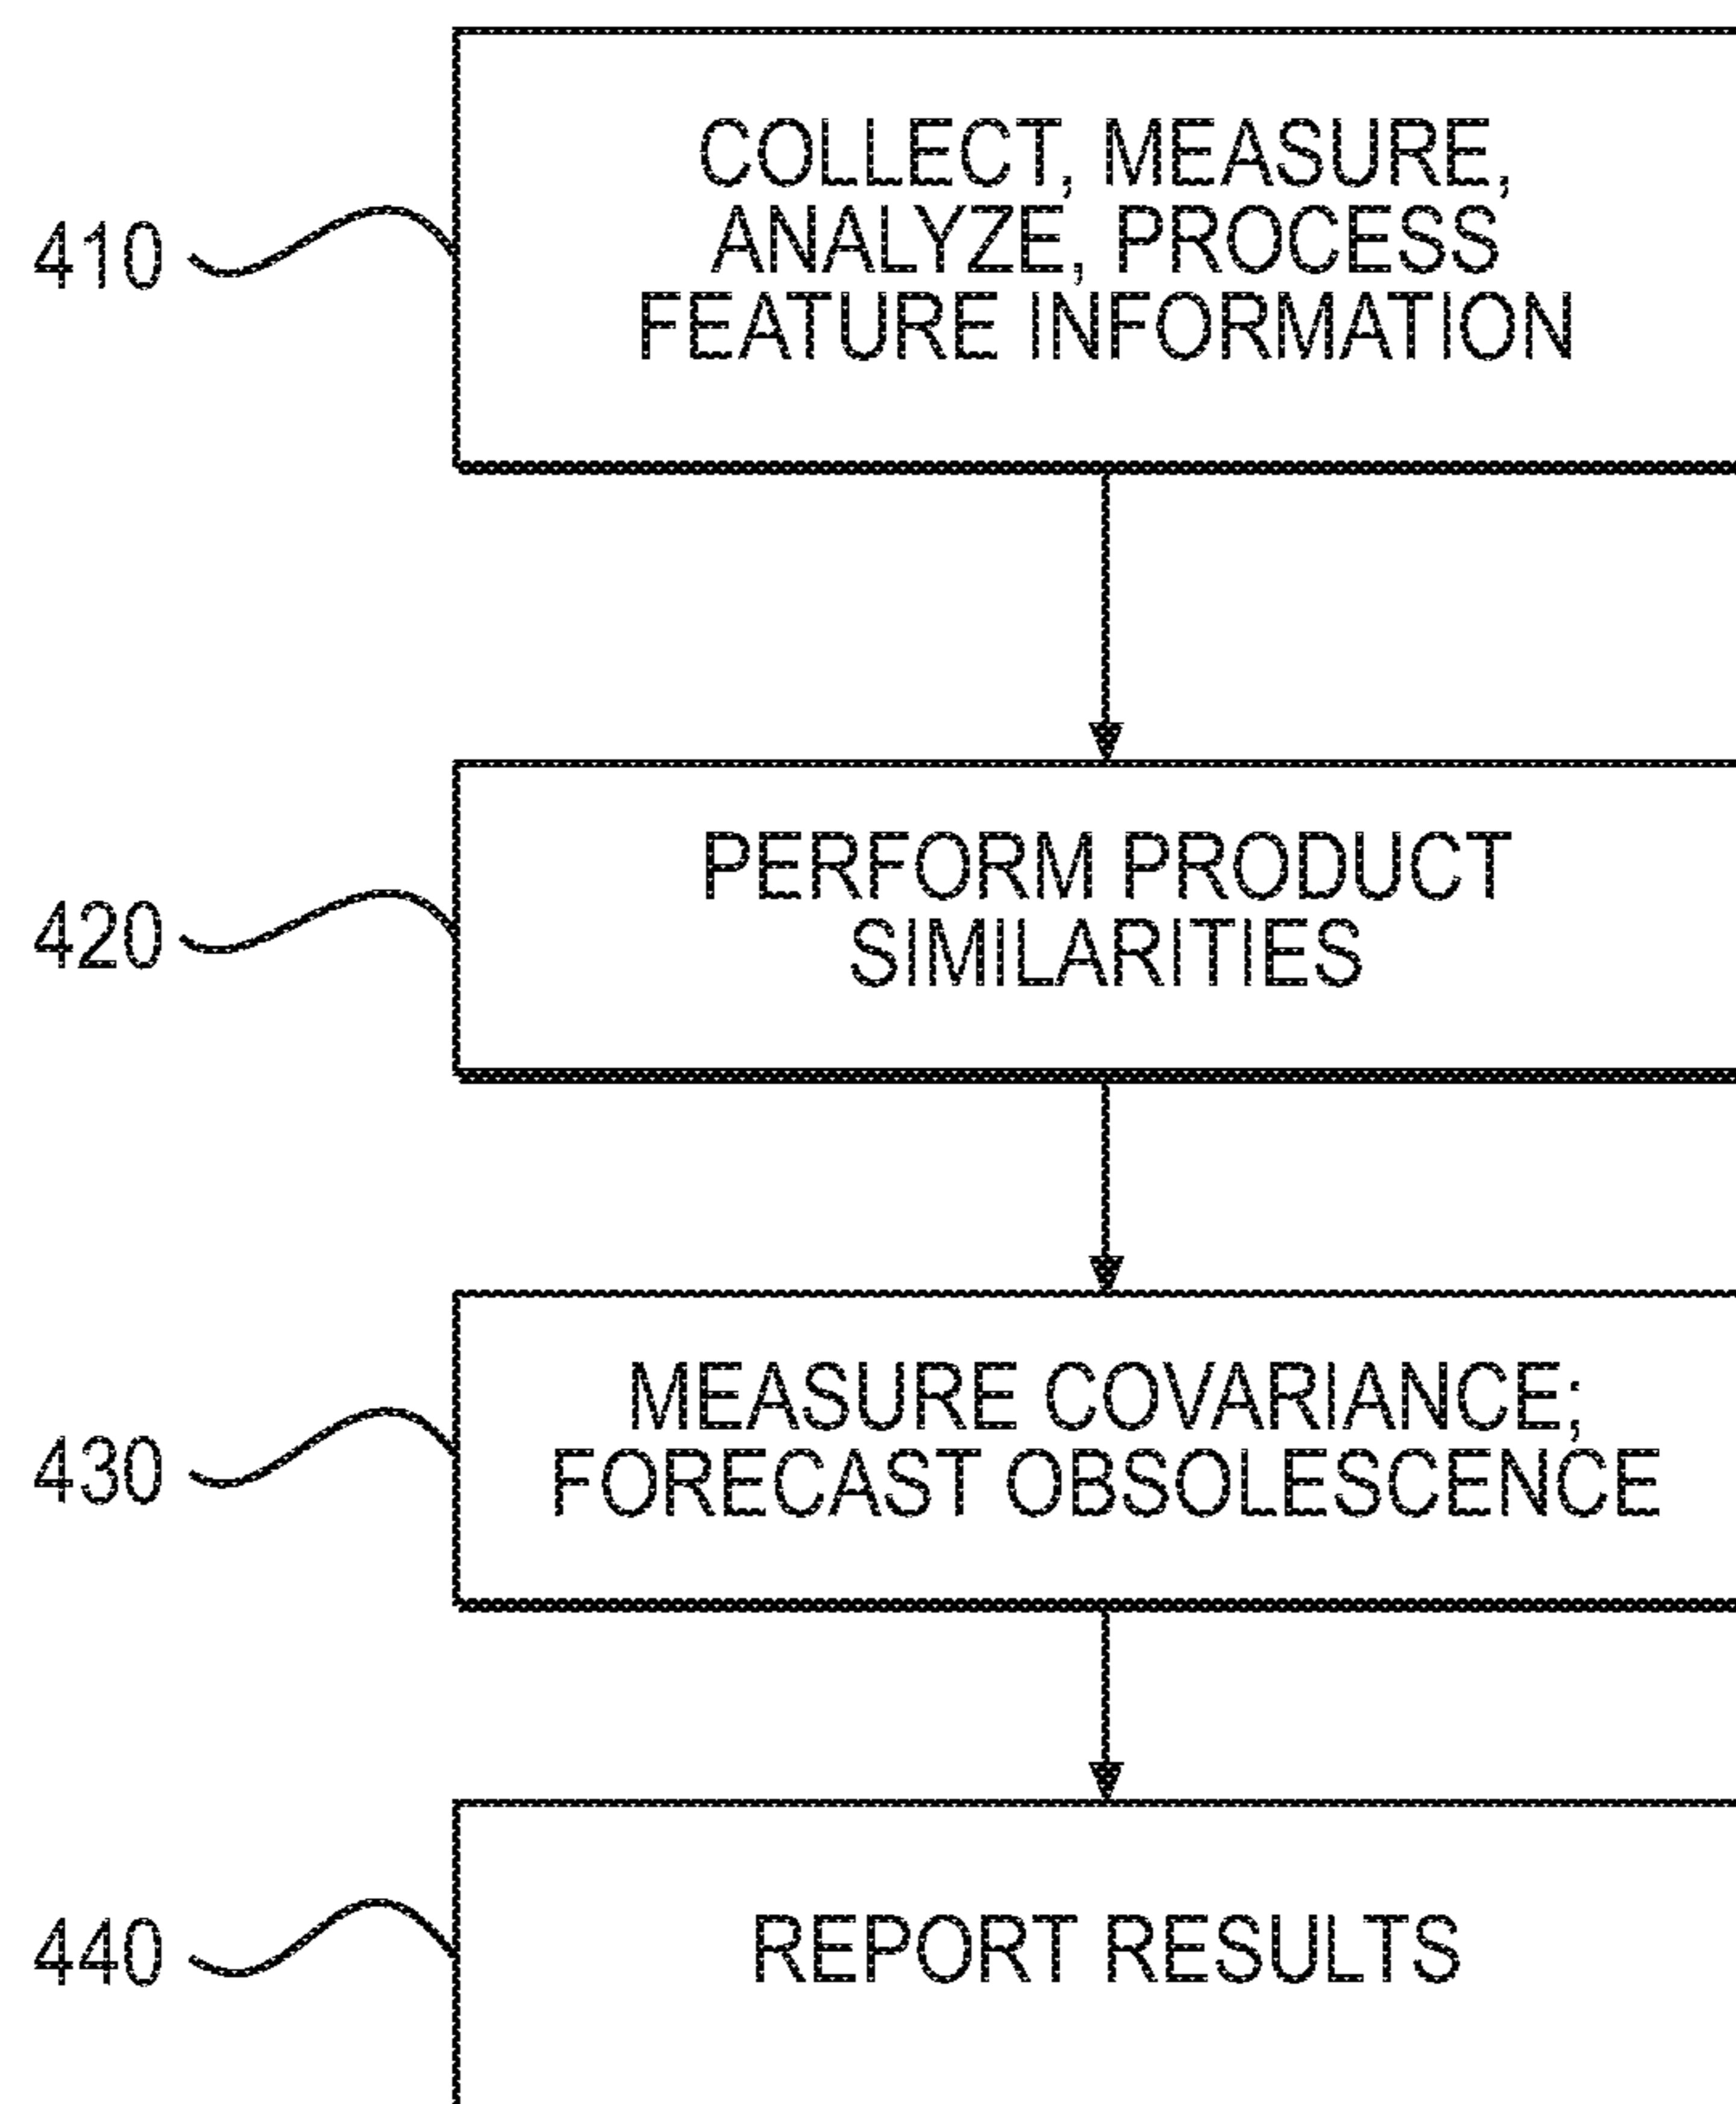 COLLECT, MEASURE,
ANALYZE, PROCESS
FEATURE INFORMATION
410
PERFORM PRODUCT
SIMILARITIES
420
MEASURE COVARIANCE;
FORECAST OBSOLESCENCE
430
REPORT RESULTS
440